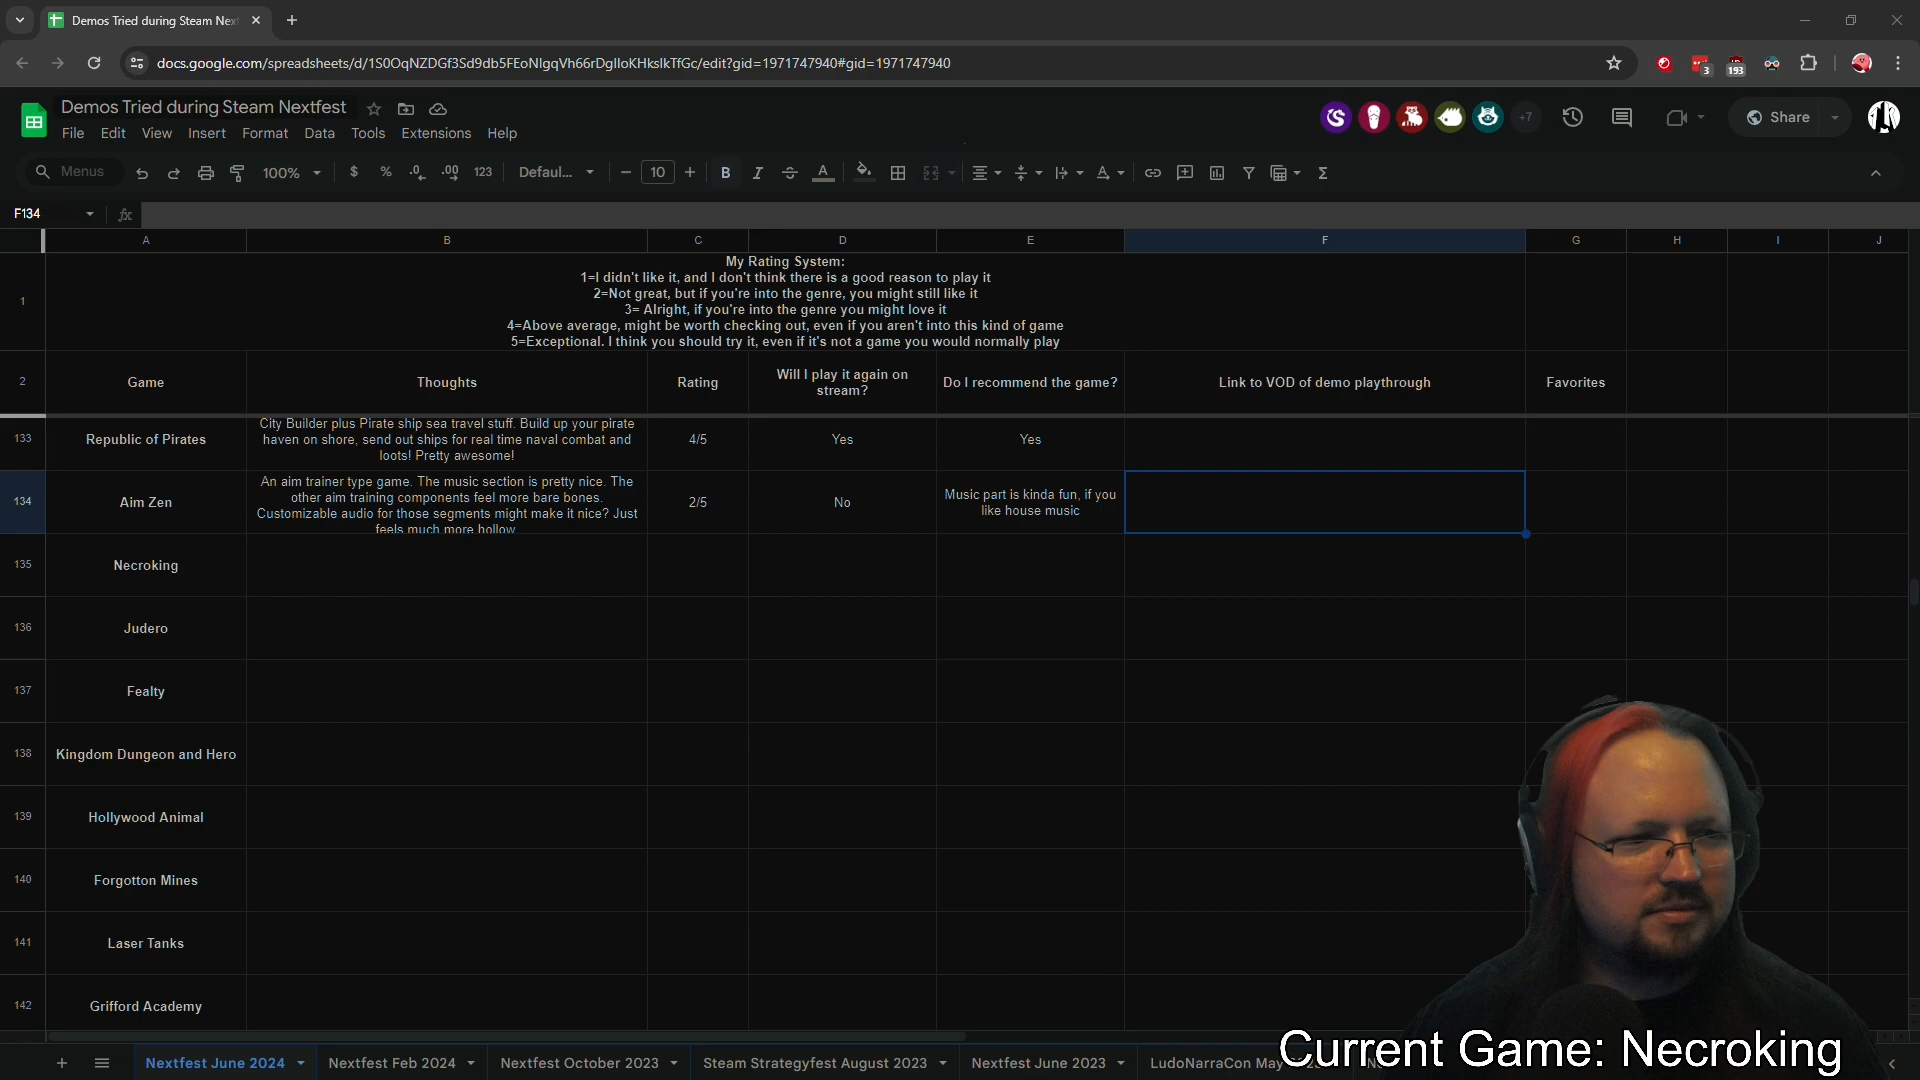 Demos Tried during Steam Nex
docs.google.com/spreadsheets/d/1S0OqNZDGf3Sd9db5FEoNlgqVh66rDglloKHkslkTfGc/edit?gid=1971747940#gid=1971747940
3
193
Demos Tried during Steam Nextfest
File Edit View Insert Format Data Tools Extensions Help
+7
Share
Menus
100%
$ % .0 .00 123
Defaul...
10
B I A
F134
fx
A B C D E F G H I J
1
My Rating System:
1=I didn't like it, and I don't think there is a good reason to play it
2=Not great, but if you're into the genre, you might still like it
3= Alright, if you're into the genre you might love it
4=Above average, might be worth checking out, even if you aren't into this kind of game
5=Exceptional. I think you should try it, even if it's not a game you would normally play
2
Game
Thoughts
Rating
Will I play it again on
stream?
Do I recommend the game?
Link to VOD of demo playthrough
Favorites
133
Republic of Pirates
City Builder plus Pirate ship sea travel stuff. Build up your pirate
haven on shore, send out ships for real time naval combat and
loots! Pretty awesome!
4/5
Yes
Yes
134
Aim Zen
An aim trainer type game. The music section is pretty nice. The
other aim training components feel more bare bones.
Customizable audio for those segments might make it nice? Just
feels much more hollow
2/5
No
Music part is kinda fun, if you
like house music
135
Necroking
136
Judero
137
Fealty
138
Kingdom Dungeon and Hero
139
Hollywood Animal
140
Forgotton Mines
141
Laser Tanks
142
Grifford Academy
Nextfest June 2024
Nextfest Feb 2024
Nextfest October 2023
Steam Strategyfest August 2023
Nextfest June 2023
LudoNarraCon May
Current Game: Necroking